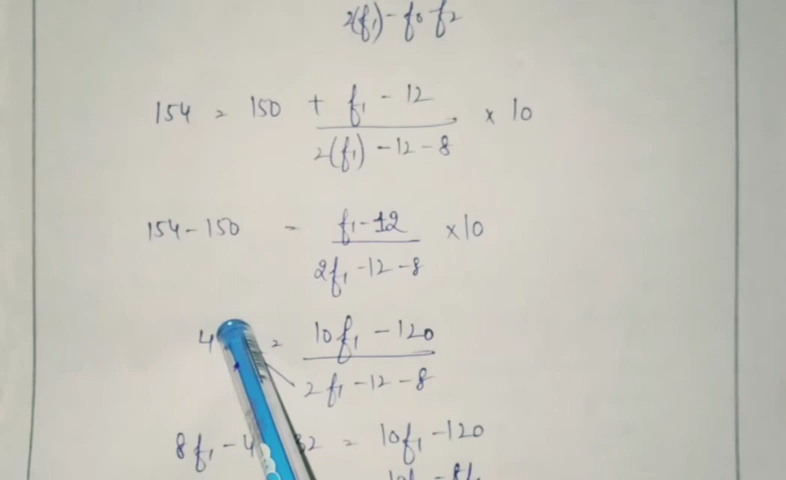 2(f₁) - f₀ f₂
154 = 150 + f₁ - 12 / 2(f₁) - 12 - 8 × 10
154 - 150 - f₁ - 12 / 2f₁ - 12 - 8 × 10
4 = 10f₁ - 120 / 2f₁ - 12 - 8
8f₁ - 4 32 = 10f₁ - 120